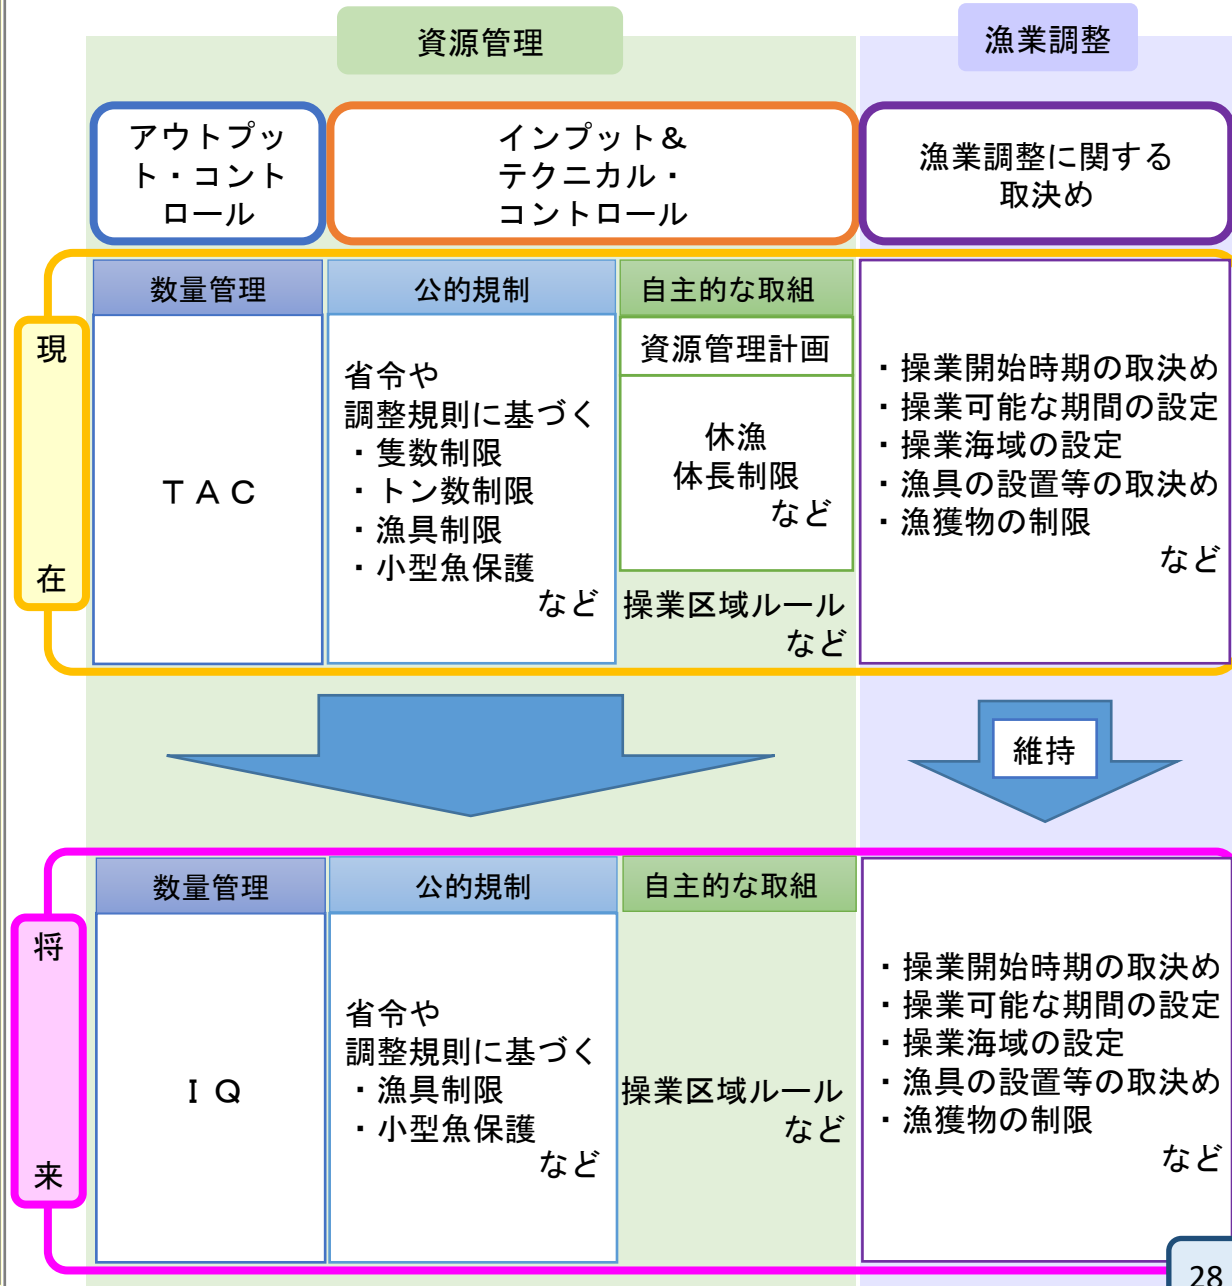 資源管理
漁業調整
アウトプッ
ト・コント
ロール
インプット＆
テクニカル・
コントロール
漁業調整に関する
取決め
現在
数量管理
ＴＡＣ
公的規制
省令や
調整規則に基づく
・隻数制限
・トン数制限
・漁具制限
・小型魚保護
など
自主的な取組
資源管理計画
休漁
体長制限
など
操業区域ルール
など
・操業開始時期の取決め
・操業可能な期間の設定
・操業海域の設定
・漁具の設置等の取決め
・漁獲物の制限
など
維持
将来
数量管理
ＩＱ
公的規制
省令や
調整規則に基づく
・漁具制限
・小型魚保護
など
自主的な取組
操業区域ルール
など
・操業開始時期の取決め
・操業可能な期間の設定
・操業海域の設定
・漁具の設置等の取決め
・漁獲物の制限
など
28